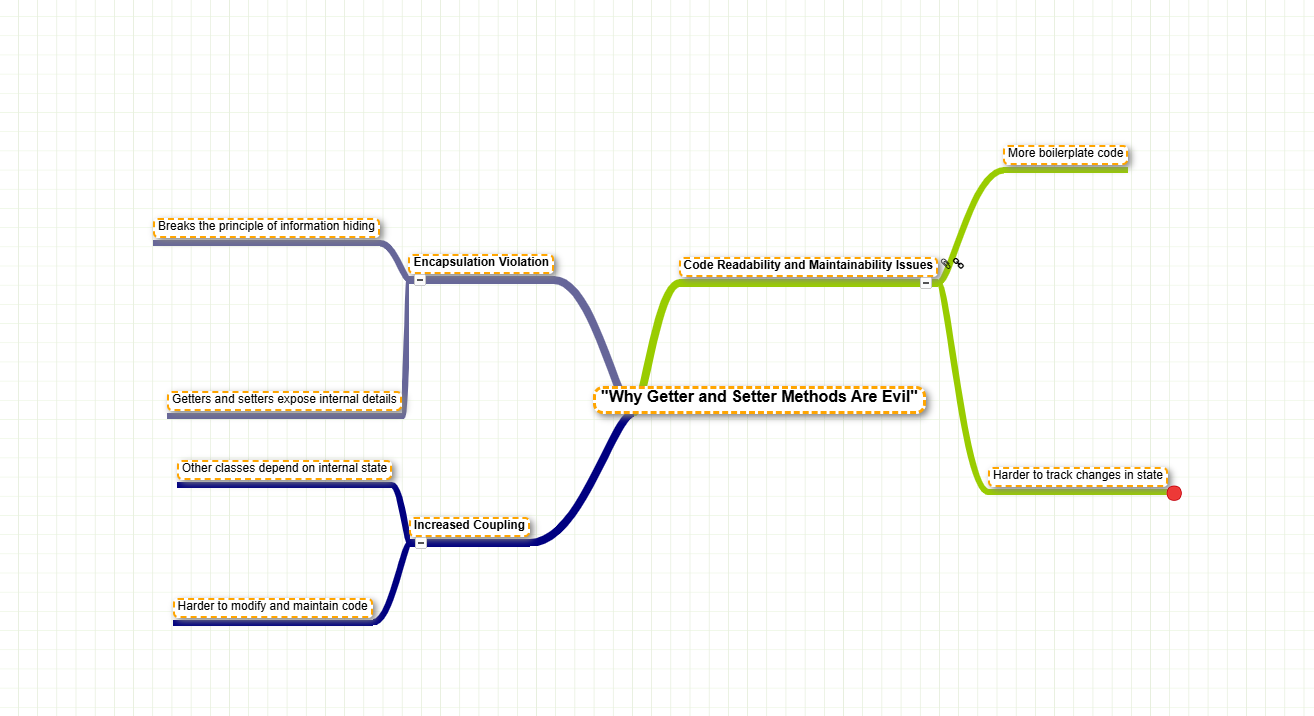 "Why Getter and Setter Methods Are Evil"
Encapsulation Violation
Breaks the principle of information hiding
Getters and setters expose internal details
Increased Coupling
Other classes depend on internal state
Harder to modify and maintain code
Code Readability and Maintainability Issues
More boilerplate code
Harder to track changes in state